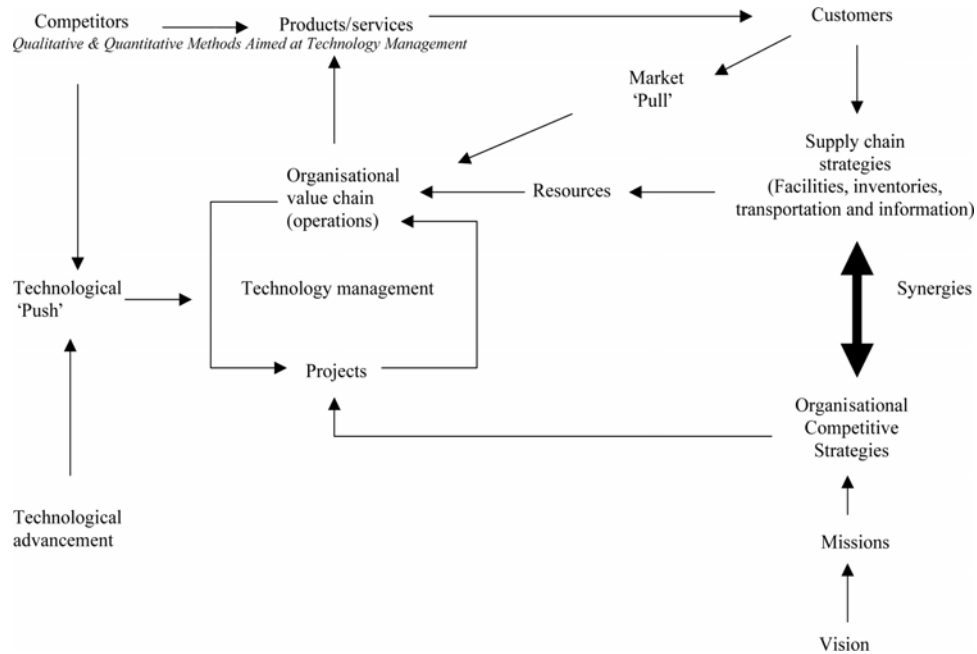 Competitors
Products/services
Customers
Qualitative & Quantitative Methods Aimed at Technology Management
Market
‘Pull’
Supply chain
strategies
(Facilities, inventories,
transportation and information)
Organisational
value chain
(operations)
Resources
Technological
‘Push’
Technology management
Synergies
Projects
Organisational
Competitive
Strategies
Technological
advancement
Missions
Vision